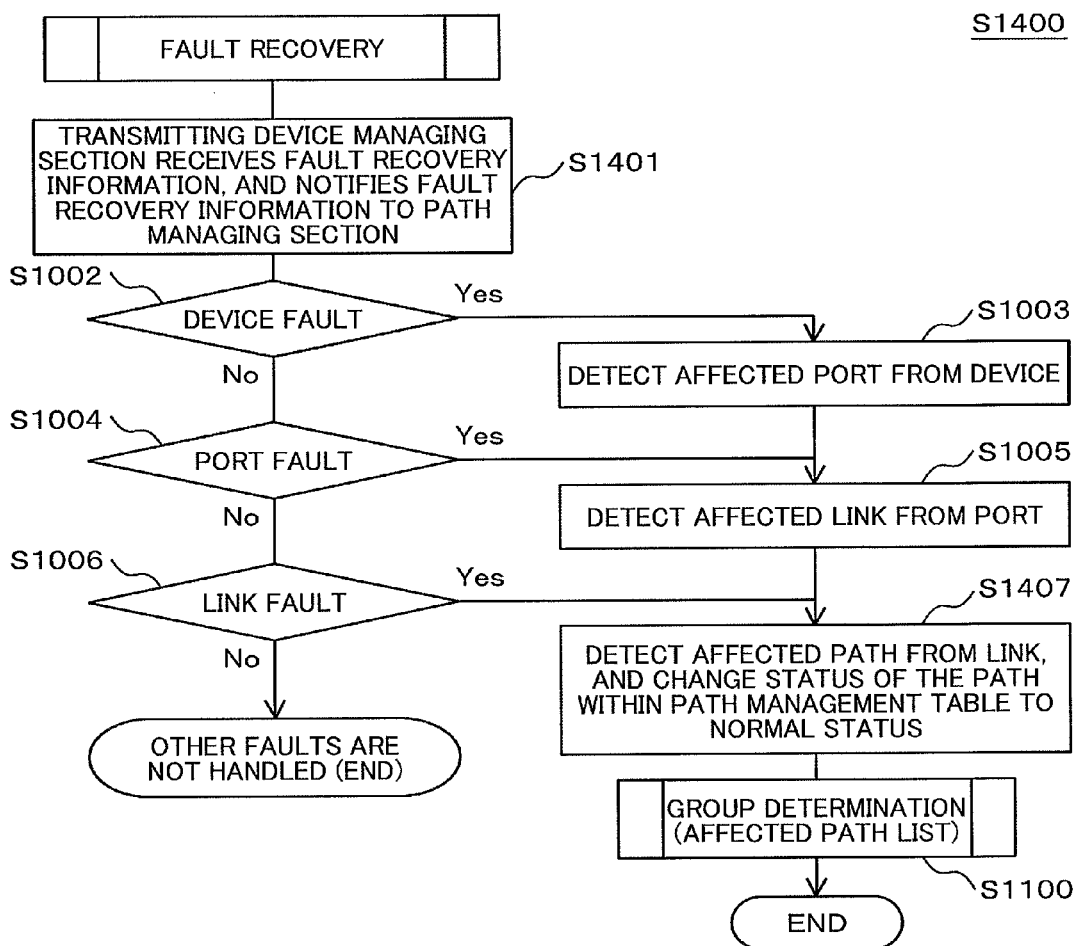 S1400
FAULT RECOVERY
TRANSMITTING DEVICE MANAGING
SECTION RECEIVES FAULT RECOVERY
INFORMATION, AND NOTIFIES FAULT
RECOVERY INFORMATION TO PATH
MANAGING SECTION
S1401
S1002
DEVICE FAULT
Yes
No
S1003
DETECT AFFECTED PORT FROM DEVICE
S1004
PORT FAULT
Yes
No
S1005
DETECT AFFECTED LINK FROM PORT
S1006
LINK FAULT
Yes
No
S1407
DETECT AFFECTED PATH FROM LINK,
AND CHANGE STATUS OF THE PATH
WITHIN PATH MANAGEMENT TABLE TO
NORMAL STATUS
OTHER FAULTS ARE
NOT HANDLED (END)
GROUP DETERMINATION
(AFFECTED PATH LIST)
S1100
END